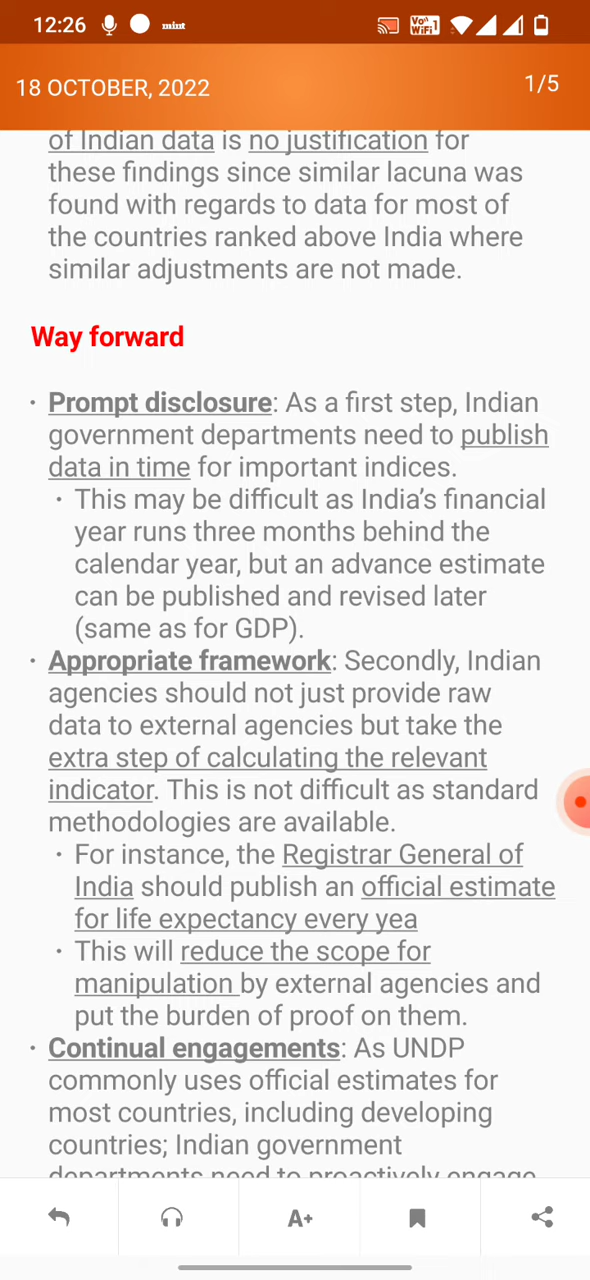 12:26 mint Vo)) WiFi 1
18 OCTOBER, 2022 1/5
of Indian data is no justification for
these findings since similar lacuna was
found with regards to data for most of
the countries ranked above India where
similar adjustments are not made.
Way forward
· Prompt disclosure: As a first step, Indian
government departments need to publish
data in time for important indices.
· This may be difficult as India's financial
year runs three months behind the
calendar year, but an advance estimate
can be published and revised later
(same as for GDP).
· Appropriate framework: Secondly, Indian
agencies should not just provide raw
data to external agencies but take the
extra step of calculating the relevant
indicator. This is not difficult as standard
methodologies are available.
· For instance, the Registrar General of
India should publish an official estimate
for life expectancy every yea
· This will reduce the scope for
manipulation by external agencies and
put the burden of proof on them.
· Continual engagements: As UNDP
commonly uses official estimates for
most countries, including developing
countries; Indian government
departments need to proactively engage
A+